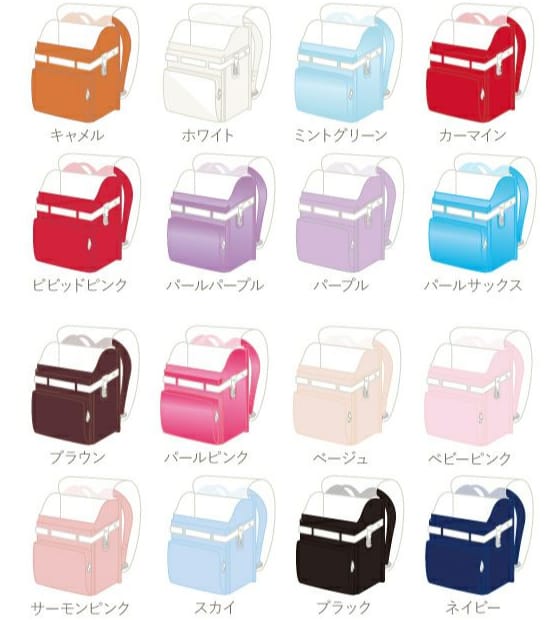 キャメル
ホワイト
ミントグリーン
カーマイン
ビビッドピンク
パールパープル
パープル
パールサックス
ブラウン
パールピンク
ベージュ
ベビーピンク
サーモンピンク
スカイ
ブラック
ネイビー